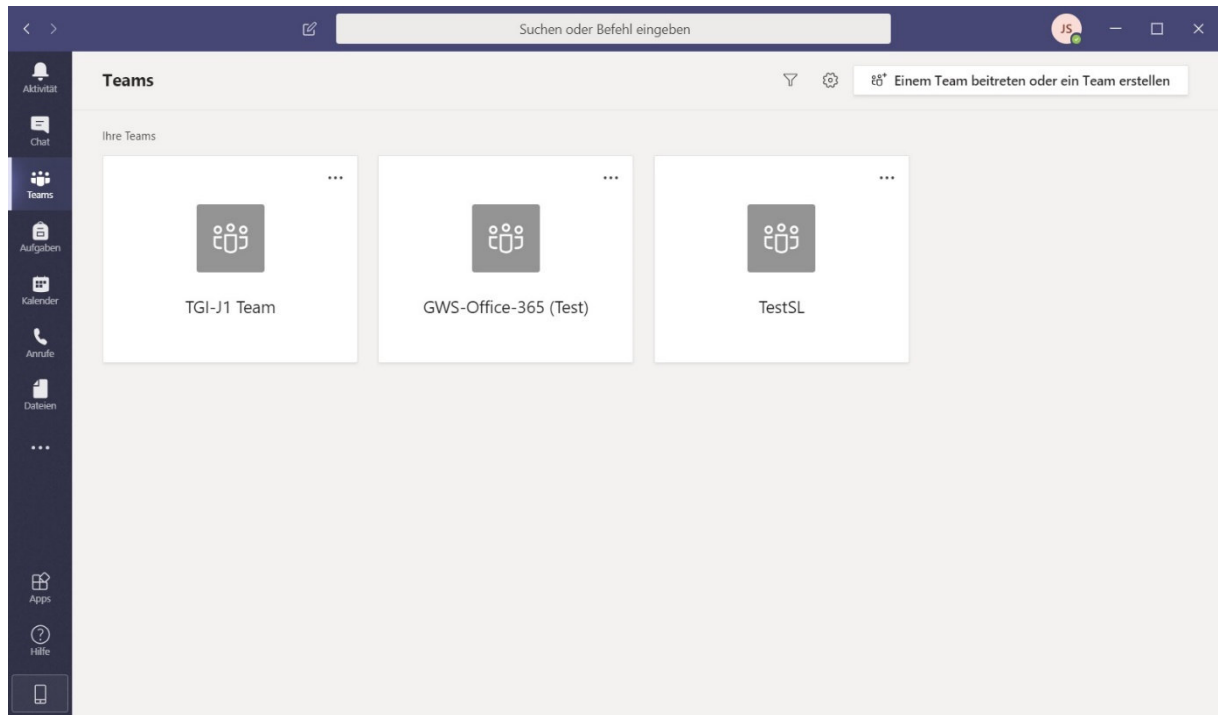 Suchen oder Befehl eingeben
JS
Aktivität
Chat
Teams
Aufgaben
Kalender
Anrufe
Dateien
Apps
Hilfe
Teams
Einem Team beitreten oder ein Team erstellen
Ihre Teams
TGI-J1 Team
GWS-Office-365 (Test)
TestSL